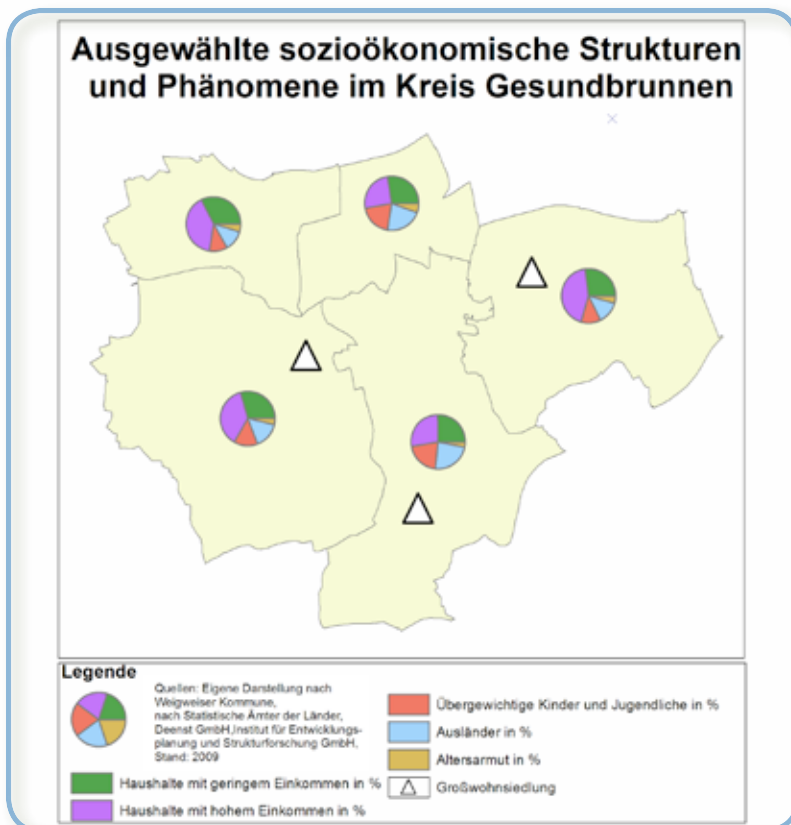 Ausgewählte sozioökonomische Strukturen
und Phänomene im Kreis Gesundbrunnen
Legende
Quellen: Eigene Darstellung nach
Weigweiser Kommune,
nach Statistische Ämter der Länder,
Deenst GmbH,Institut für Entwicklungs-
planung und Strukturforschung GmbH,
Stand: 2009
Haushalte mit geringem Einkommen in %
Haushalte mit hohem Einkommen in %
Übergewichtige Kinder und Jugendliche in %
Ausländer in %
Altersarmut in %
Großwohnsiedlung